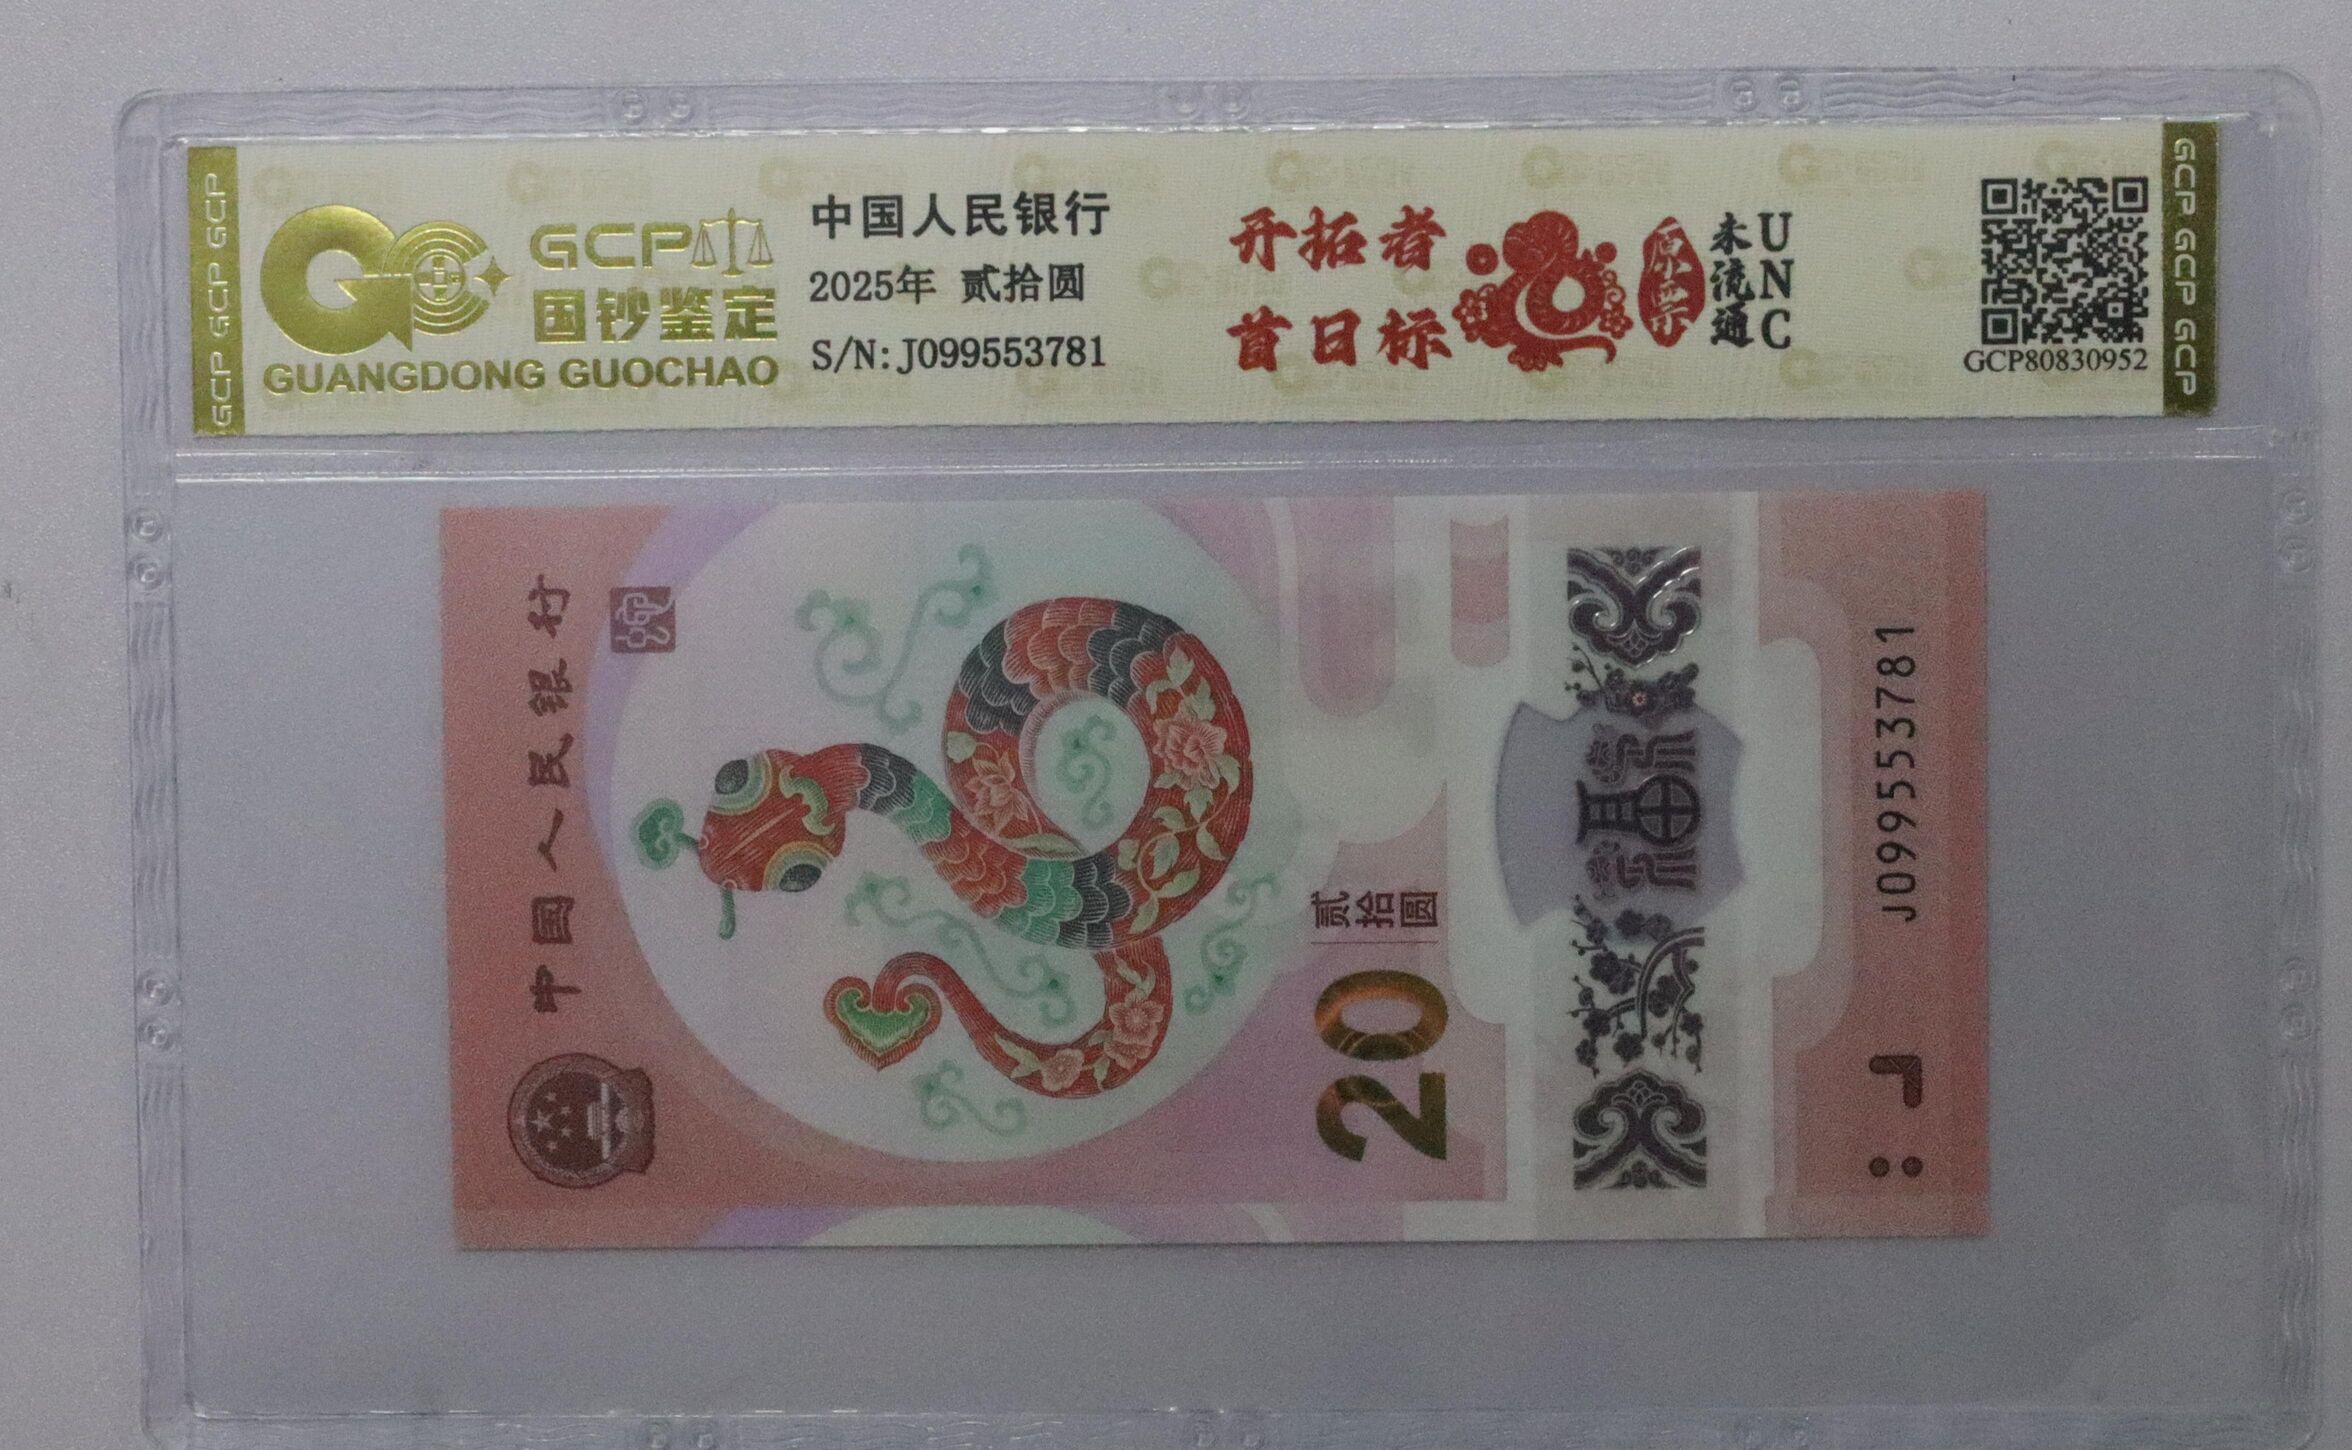 GCP GCP GCP
GCP
国钞鉴定
GUANGDONG GUOCHAO
中国人民银行
2025年 贰拾圆
S/N: J099553781
开拓者
首日标
原票
未流通
UNC
GCP80830952
GCP GCP GCP
中国人民银行
蛇
贰拾圆
20
福
J099553781